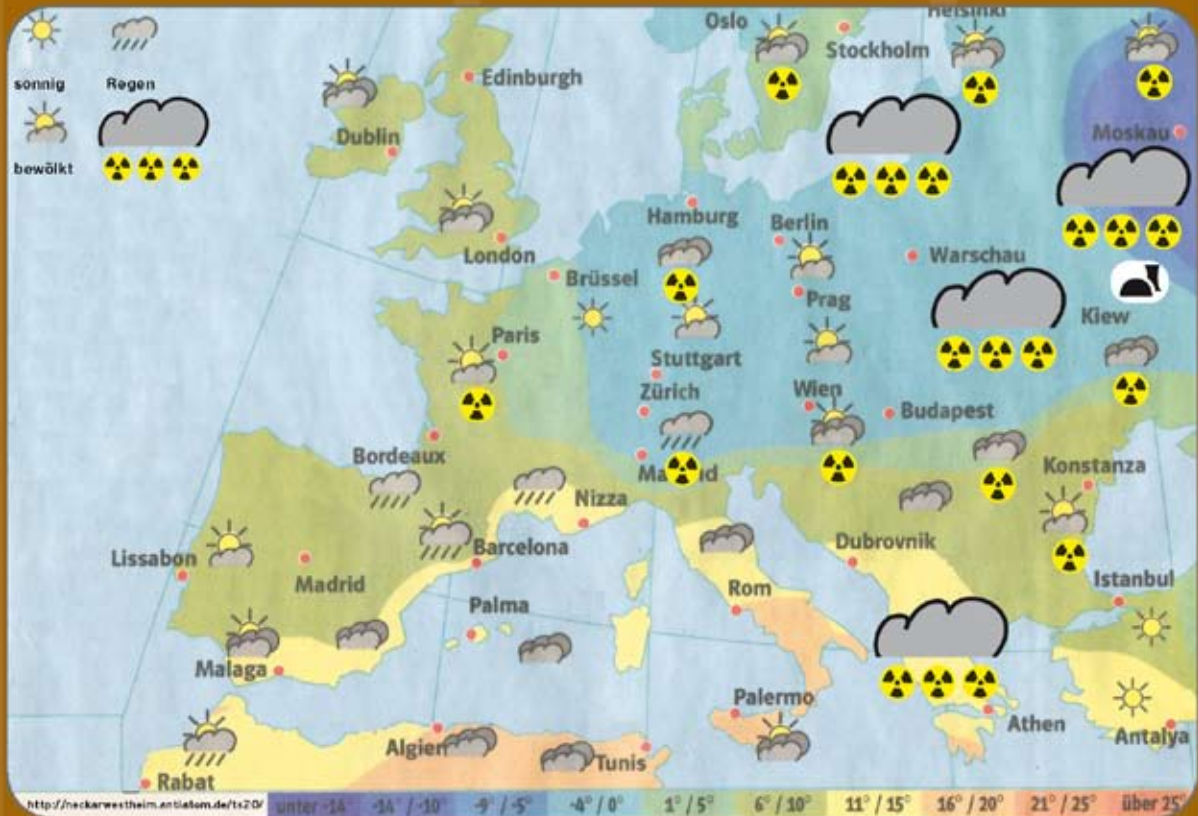 Oslo
Helsinki
Stockholm
sonnig Regen
Edinburgh
Dublin
Moskau
bewölkt
Hamburg
Berlin
London
Warschau
Brüssel
Prag
Kiew
Paris
Stuttgart
Zürich
Wien
Budapest
Bordeaux
Konstanza
Nizza
Lissabon
Barcelona
Dubrovnik
Madrid
Istanbul
Rom
Palma
Malaga
Palermo
Athen
Algien
Tunis
Antalya
Rabat
http://neckarwestheim.antiatom.de/ts20/ unter -14 -14° / -10° -9° / -5° -4° / 0° 1° / 5° 6° / 10° 11° / 15° 16° / 20° 21° / 25° über 25°